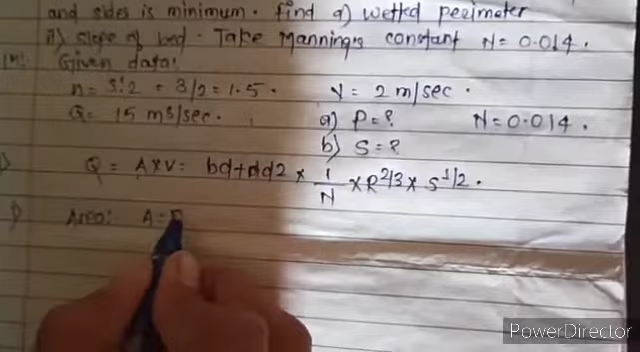 and sides is minimum. find a) wetted perimeter
ii) slope of bed. Take Manning's constant N = 0.014.
Given data:
n = 3:2 = 3/2 = 1.5. V = 2 m/sec.
Q = 15 m3/sec. a) P = ? N = 0.014.
b) S = ?
Q = A x V = bd + nd2 x 1/N x R2/3 x S1/2.
Area: A =
PowerDirector